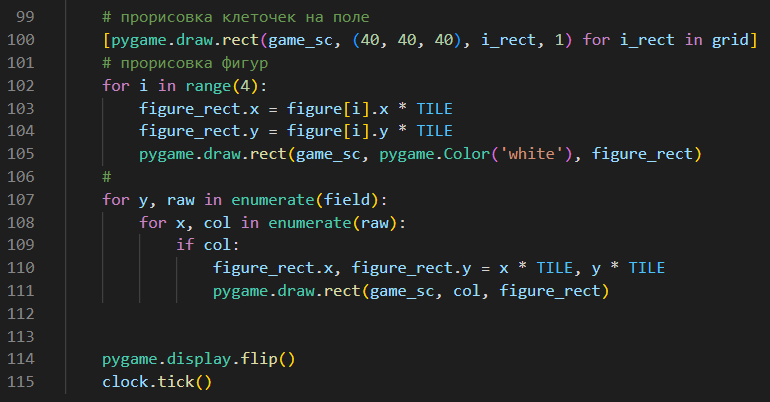 99 # прорисовка клеточек на поле
100 [pygame.draw.rect(game_sc, (40, 40, 40), i_rect, 1) for i_rect in grid]
101 # прорисовка фигур
102 for i in range(4):
103     figure_rect.x = figure[i].x * TILE
104     figure_rect.y = figure[i].y * TILE
105     pygame.draw.rect(game_sc, pygame.Color('white'), figure_rect)
106 #
107 for y, raw in enumerate(field):
108     for x, col in enumerate(raw):
109         if col:
110             figure_rect.x, figure_rect.y = x * TILE, y * TILE
111             pygame.draw.rect(game_sc, col, figure_rect)
112
113
114 pygame.display.flip()
115 clock.tick()